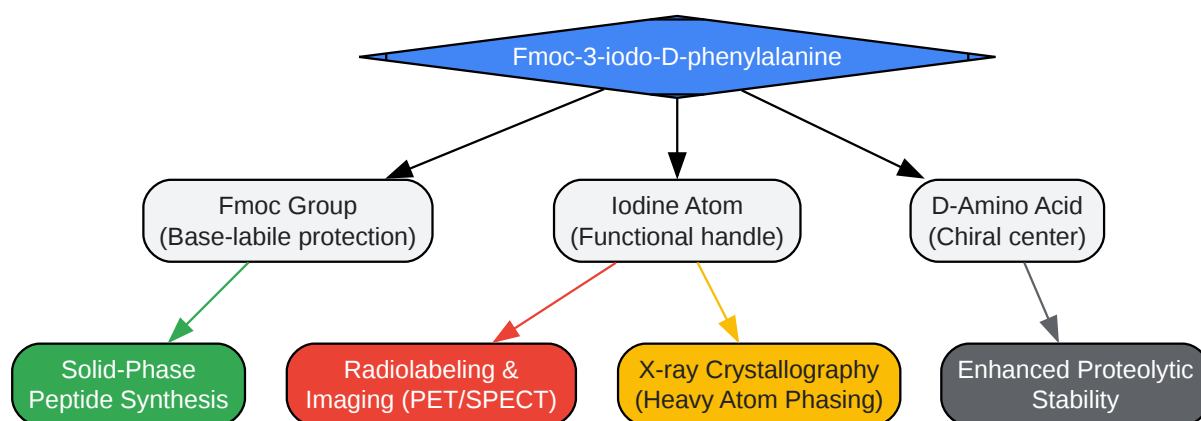 Fmoc-3-iodo-D-phenylalanine
Fmoc Group
(Base-labile protection)
Iodine Atom
(Functional handle)
D-Amino Acid
(Chiral center)
Solid-Phase
Peptide Synthesis
Radiolabeling &
Imaging (PET/SPECT)
X-ray Crystallography
(Heavy Atom Phasing)
Enhanced Proteolytic
Stability